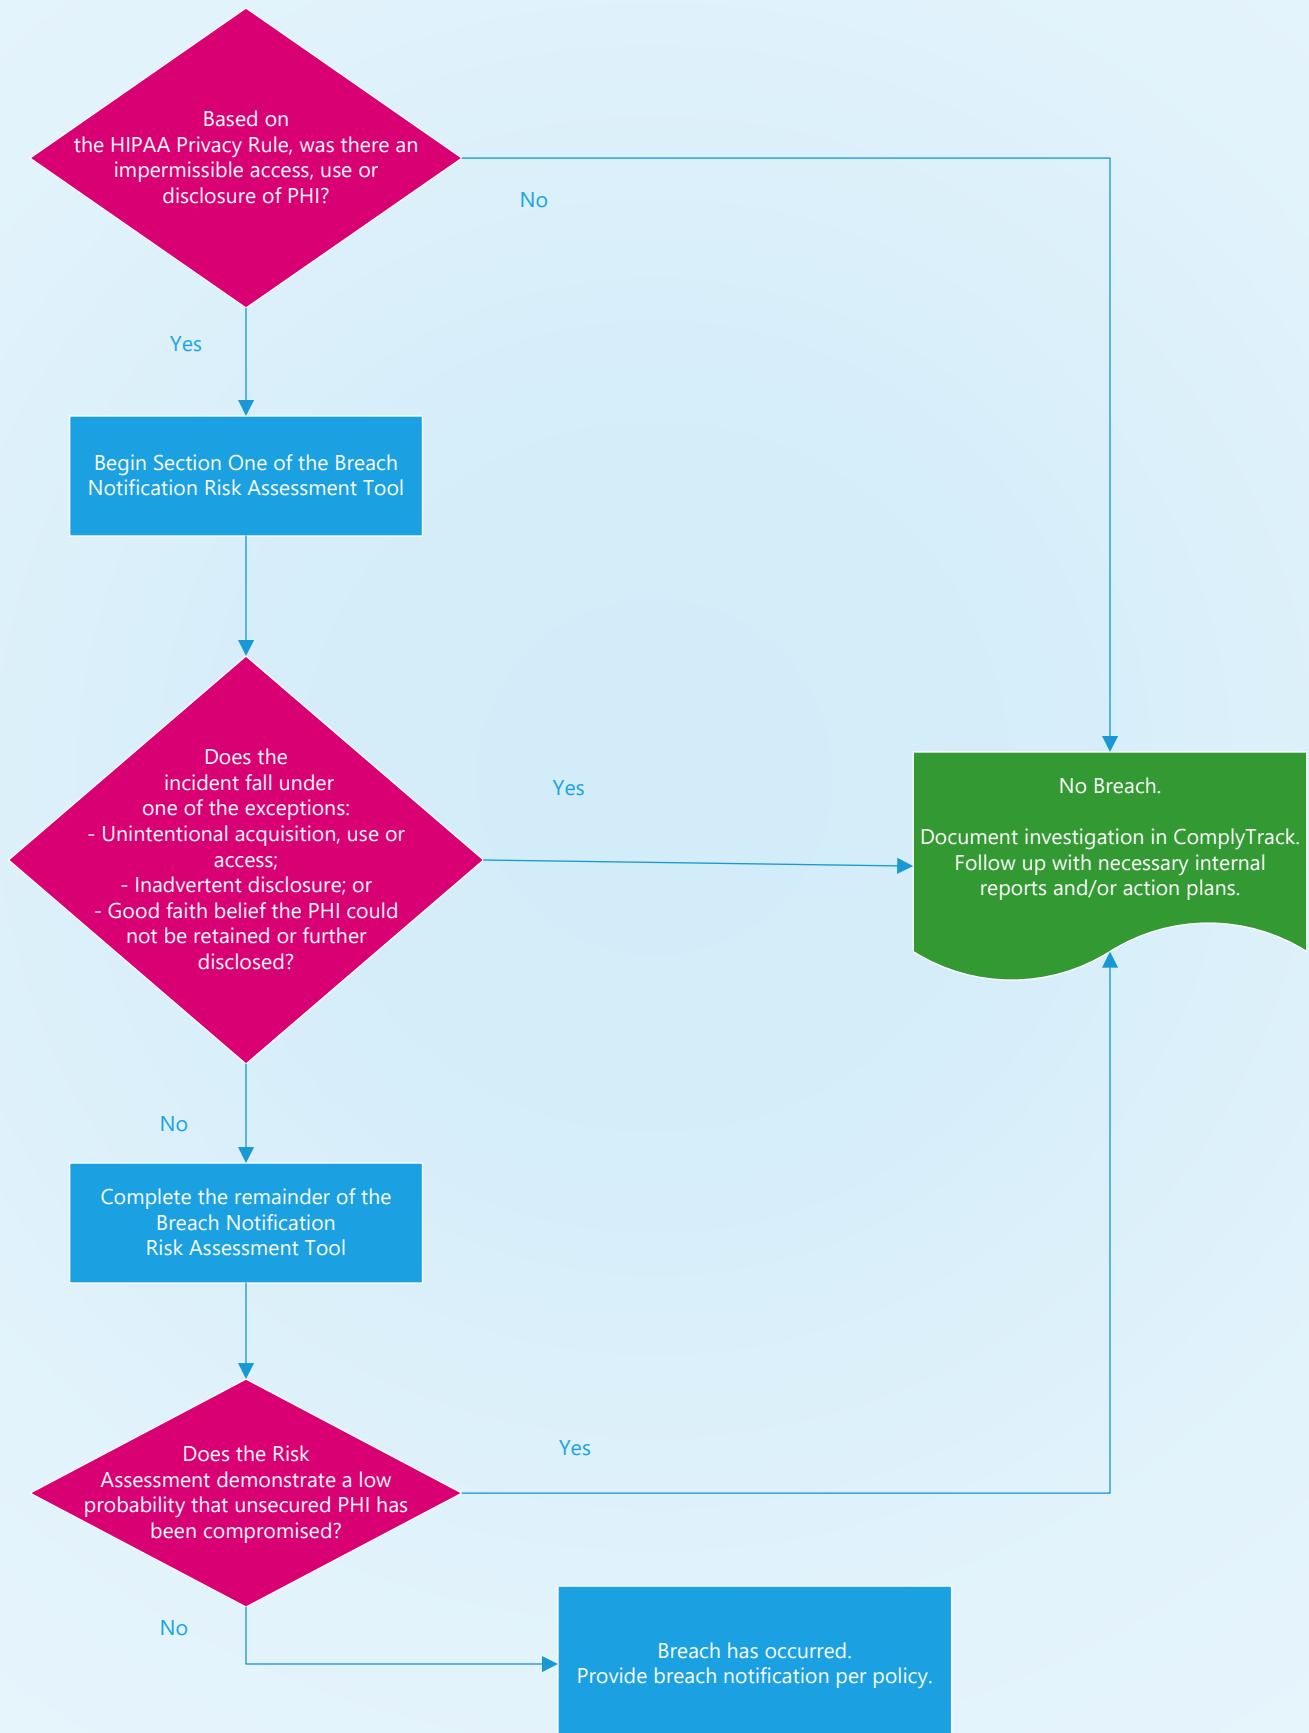 Based on
the HIPAA Privacy Rule, was there an
impermissible access, use or
disclosure of PHI?
No
Yes
Begin Section One of the Breach
Notification Risk Assessment Tool
Does the
incident fall under
one of the exceptions:
- Unintentional acquisition, use or
access;
- Inadvertent disclosure; or
- Good faith belief the PHI could
not be retained or further
disclosed?
Yes
No Breach.
Document investigation in ComplyTrack.
Follow up with necessary internal
reports and/or action plans.
No
Complete the remainder of the
Breach Notification
Risk Assessment Tool
Does the Risk
Assessment demonstrate a low
probability that unsecured PHI has
been compromised?
Yes
No
Breach has occurred.
Provide breach notification per policy.